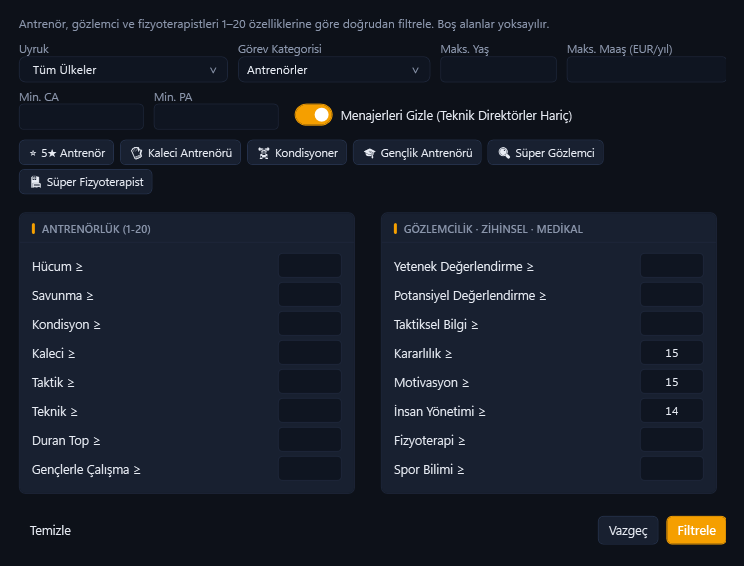 Antrenör, gözlemci ve fizyoterapistleri 1–20 özelliklerine göre doğrudan filtrele. Boş alanlar yoksayılır.
Uyruk Görev Kategorisi Maks. Yaş Maks. Maaş (EUR/yıl)
Tüm Ülkeler Antrenörler
Min. CA Min. PA
Menajerleri Gizle (Teknik Direktörler Hariç)
5★ Antrenör Kaleci Antrenörü Kondisyoner Gençlik Antrenörü Süper Gözlemci
Süper Fizyoterapist
ANTRENÖRLÜK (1-20)
Hücum ≥
Savunma ≥
Kondisyon ≥
Kaleci ≥
Taktik ≥
Teknik ≥
Duran Top ≥
Gençlerle Çalışma ≥
GÖZLEMCİLİK · ZİHİNSEL · MEDİKAL
Yetenek Değerlendirme ≥
Potansiyel Değerlendirme ≥
Taktiksel Bilgi ≥
Kararlılık ≥ 15
Motivasyon ≥ 15
İnsan Yönetimi ≥ 14
Fizyoterapi ≥
Spor Bilimi ≥
Temizle Vazgeç Filtrele